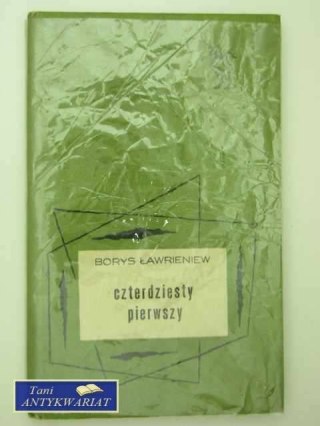 BORYS ŁAWRIENIEW
czterdziesty
pierwszy
Tani
ANTYKWARIAT